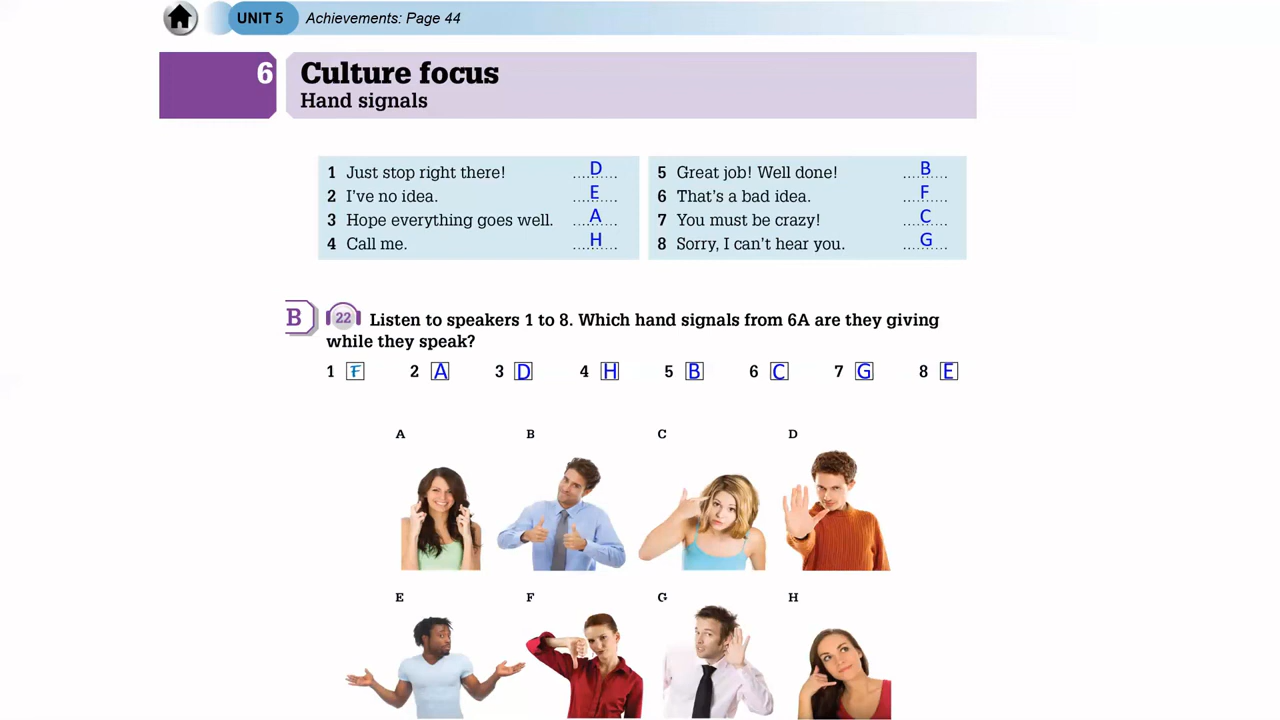 UNIT 5 Achievements: Page 44
6 Culture focus
Hand signals
1 Just stop right there! D
2 I've no idea. E
3 Hope everything goes well. A
4 Call me. H
5 Great job! Well done! B
6 That's a bad idea. F
7 You must be crazy! C
8 Sorry, I can't hear you. G
B 22 Listen to speakers 1 to 8. Which hand signals from 6A are they giving
while they speak?
1 F 2 A 3 D 4 H 5 B 6 C 7 G 8 E
A B C D
E F G H